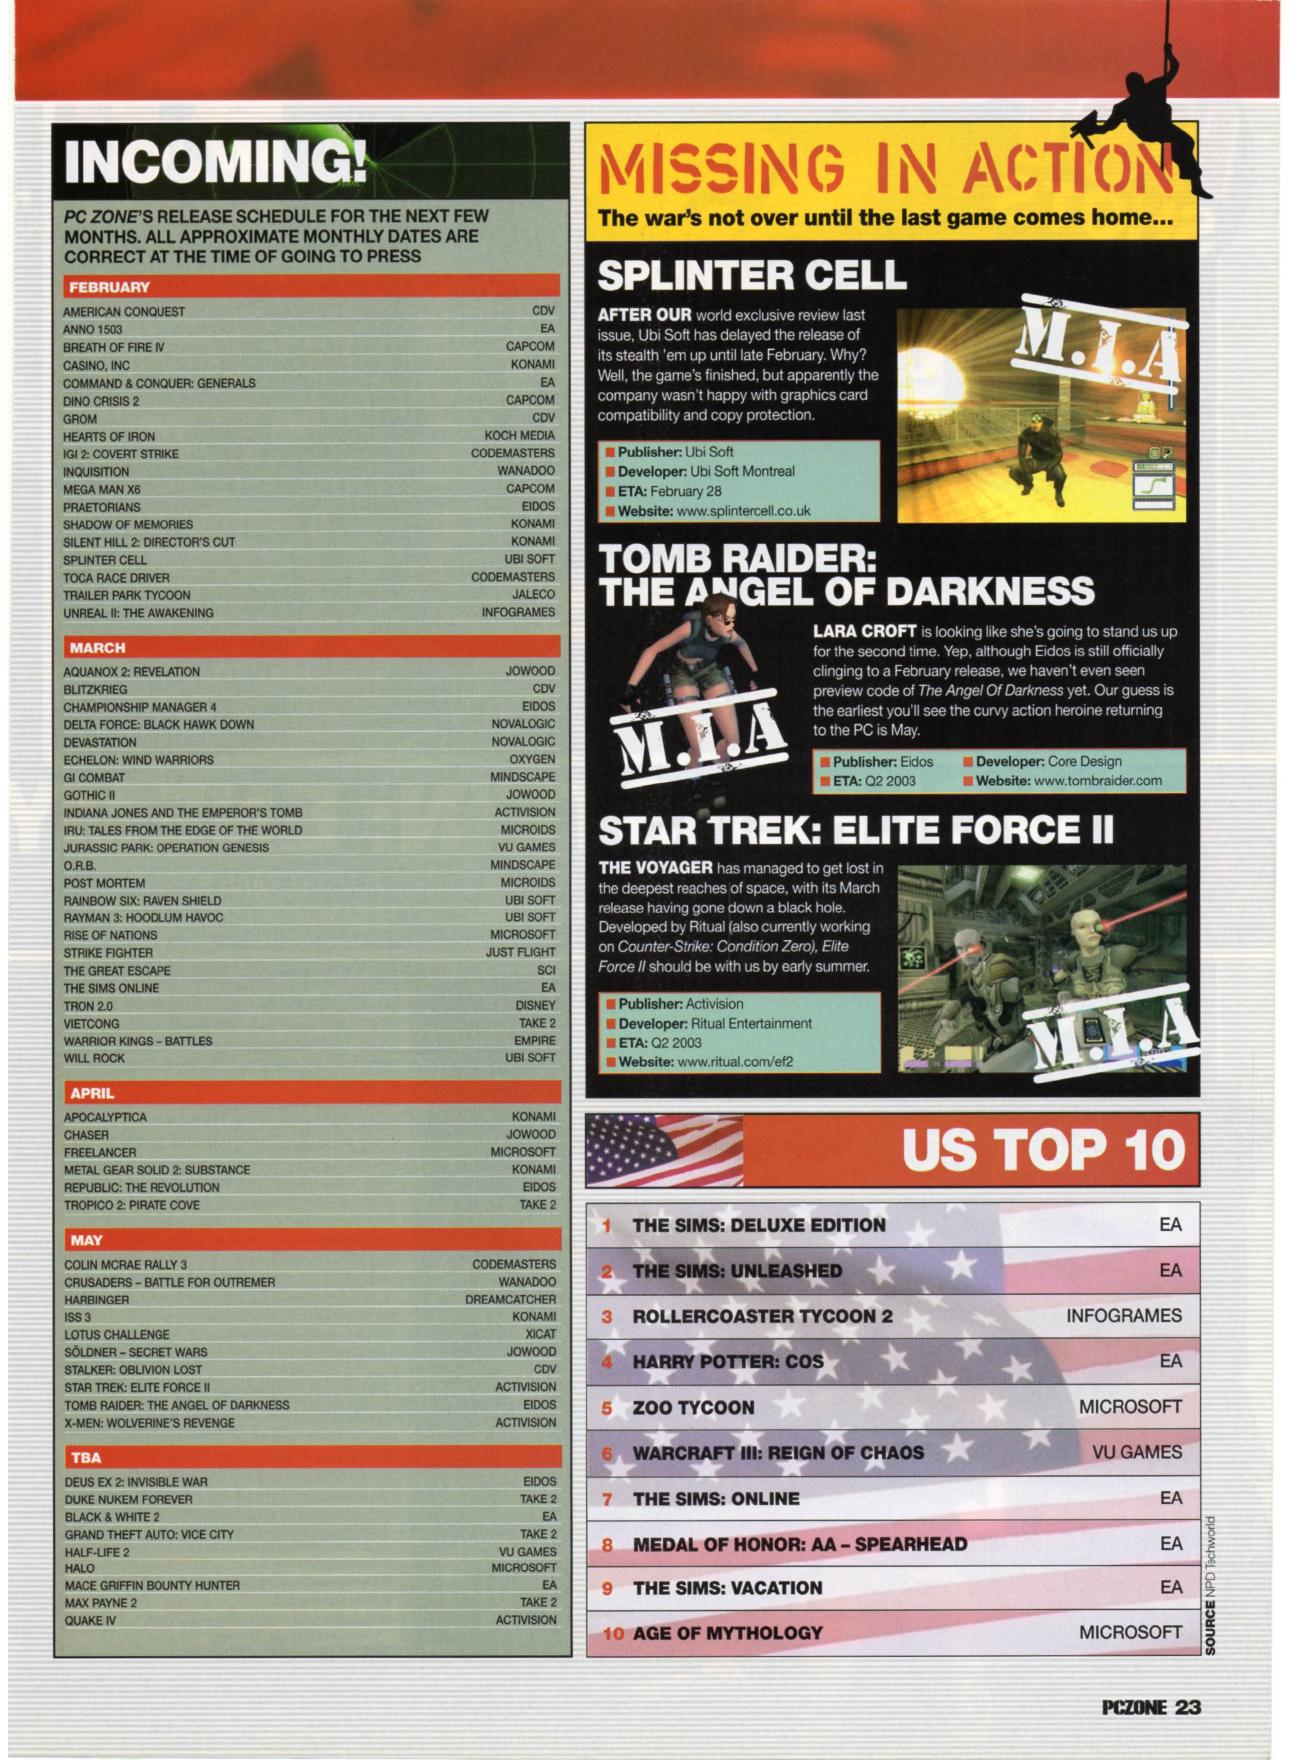 INCOMING!
PC ZONE'S RELEASE SCHEDULE FOR THE NEXT FEW
MONTHS. ALL APPROXIMATE MONTHLY DATES ARE
CORRECT AT THE TIME OF GOING TO PRESS
FEBRUARY
AMERICAN CONQUEST CDV
ANNO 1503 EA
BREATH OF FIRE IV CAPCOM
CASINO, INC KONAMI
COMMAND & CONQUER: GENERALS EA
DINO CRISIS 2 CAPCOM
GROM CDV
HEARTS OF IRON KOCH MEDIA
IGI 2: COVERT STRIKE CODEMASTERS
INQUISITION WANADOO
MEGA MAN X6 CAPCOM
PRAETORIANS EIDOS
SHADOW OF MEMORIES KONAMI
SILENT HILL 2: DIRECTOR'S CUT KONAMI
SPLINTER CELL UBI SOFT
TOCA RACE DRIVER CODEMASTERS
TRAILER PARK TYCOON JALECO
UNREAL II: THE AWAKENING INFOGRAMES
MARCH
AQUANOX 2: REVELATION JOWOOD
BLITZKRIEG CDV
CHAMPIONSHIP MANAGER 4 EIDOS
DELTA FORCE: BLACK HAWK DOWN NOVALOGIC
DEVASTATION NOVALOGIC
ECHELON: WIND WARRIORS OXYGEN
GI COMBAT MINDSCAPE
GOTHIC II JOWOOD
INDIANA JONES AND THE EMPEROR'S TOMB ACTIVISION
IRU: TALES FROM THE EDGE OF THE WORLD MICROIDS
JURASSIC PARK: OPERATION GENESIS VU GAMES
O.R.B. MINDSCAPE
POST MORTEM MICROIDS
RAINBOW SIX: RAVEN SHIELD UBI SOFT
RAYMAN 3: HOODLUM HAVOC UBI SOFT
RISE OF NATIONS MICROSOFT
STRIKE FIGHTER JUST FLIGHT
THE GREAT ESCAPE SCI
THE SIMS ONLINE EA
TRON 2.0 DISNEY
VIETCONG TAKE 2
WARRIOR KINGS – BATTLES EMPIRE
WILL ROCK UBI SOFT
APRIL
APOCALYPTICA KONAMI
CHASER JOWOOD
FREELANCER MICROSOFT
METAL GEAR SOLID 2: SUBSTANCE KONAMI
REPUBLIC: THE REVOLUTION EIDOS
TROPICO 2: PIRATE COVE TAKE 2
MAY
COLIN MCRAE RALLY 3 CODEMASTERS
CRUSADERS – BATTLE FOR OUTREMER WANADOO
HARBINGER DREAMCATCHER
ISS 3 KONAMI
LOTUS CHALLENGE XICAT
SÖLDNER – SECRET WARS JOWOOD
STALKER: OBLIVION LOST CDV
STAR TREK: ELITE FORCE II ACTIVISION
TOMB RAIDER: THE ANGEL OF DARKNESS EIDOS
X-MEN: WOLVERINE'S REVENGE ACTIVISION
TBA
DEUS EX 2: INVISIBLE WAR EIDOS
DUKE NUKEM FOREVER TAKE 2
BLACK & WHITE 2 EA
GRAND THEFT AUTO: VICE CITY TAKE 2
HALF-LIFE 2 VU GAMES
HALO MICROSOFT
MACE GRIFFIN BOUNTY HUNTER EA
MAX PAYNE 2 TAKE 2
QUAKE IV ACTIVISION
MISSING IN ACTION
The war's not over until the last game comes home...
SPLINTER CELL
AFTER OUR world exclusive review last
issue, Ubi Soft has delayed the release of
its stealth 'em up until late February. Why?
Well, the game's finished, but apparently the
company wasn't happy with graphics card
compatibility and copy protection.
Publisher: Ubi Soft
Developer: Ubi Soft Montreal
ETA: February 28
Website: www.splintercell.co.uk
M.I.A
TOMB RAIDER:
THE ANGEL OF DARKNESS
LARA CROFT is looking like she's going to stand us up
for the second time. Yep, although Eidos is still officially
clinging to a February release, we haven't even seen
preview code of The Angel Of Darkness yet. Our guess is
the earliest you'll see the curvy action heroine returning
to the PC is May.
M.I.A
Publisher: Eidos Developer: Core Design
ETA: Q2 2003 Website: www.tombraider.com
STAR TREK: ELITE FORCE II
THE VOYAGER has managed to get lost in
the deepest reaches of space, with its March
release having gone down a black hole.
Developed by Ritual (also currently working
on Counter-Strike: Condition Zero), Elite
Force II should be with us by early summer.
Publisher: Activision
Developer: Ritual Entertainment
ETA: Q2 2003
Website: www.ritual.com/ef2
M.I.A
US TOP 10
1 THE SIMS: DELUXE EDITION EA
2 THE SIMS: UNLEASHED EA
3 ROLLERCOASTER TYCOON 2 INFOGRAMES
4 HARRY POTTER: COS EA
5 ZOO TYCOON MICROSOFT
6 WARCRAFT III: REIGN OF CHAOS VU GAMES
7 THE SIMS: ONLINE EA
8 MEDAL OF HONOR: AA – SPEARHEAD EA
9 THE SIMS: VACATION EA
10 AGE OF MYTHOLOGY MICROSOFT
SOURCE NPD Techworld
PCZONE 23